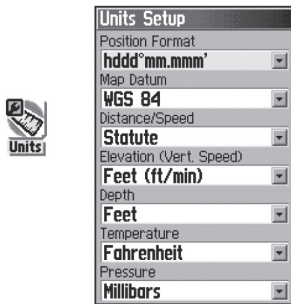 Units
Units Setup
Position Format
hddd°mm.mmm'
Map Datum
WGS 84
Distance/Speed
Statute
Elevation (Vert. Speed)
Feet (ft/min)
Depth
Feet
Temperature
Fahrenheit
Pressure
Millibars